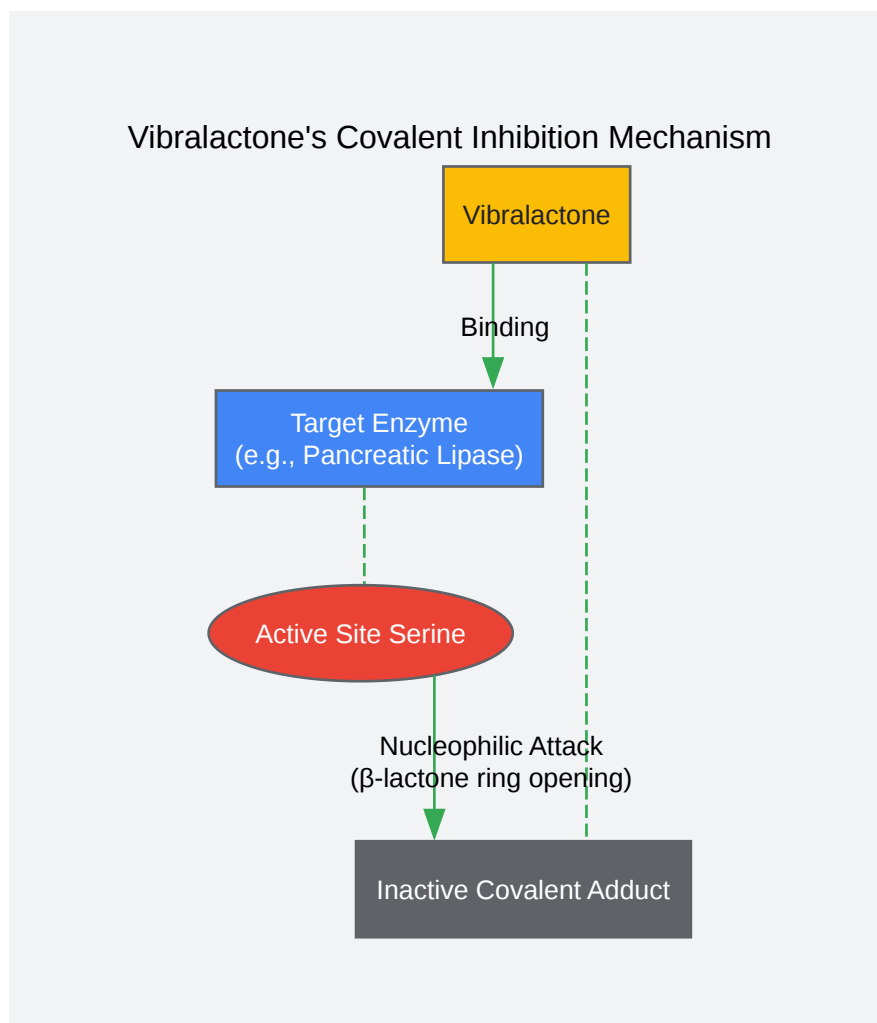 Vibralactone's Covalent Inhibition Mechanism
Vibralactone
Binding
Target Enzyme
(e.g., Pancreatic Lipase)
Active Site Serine
Nucleophilic Attack
(β-lactone ring opening)
Inactive Covalent Adduct